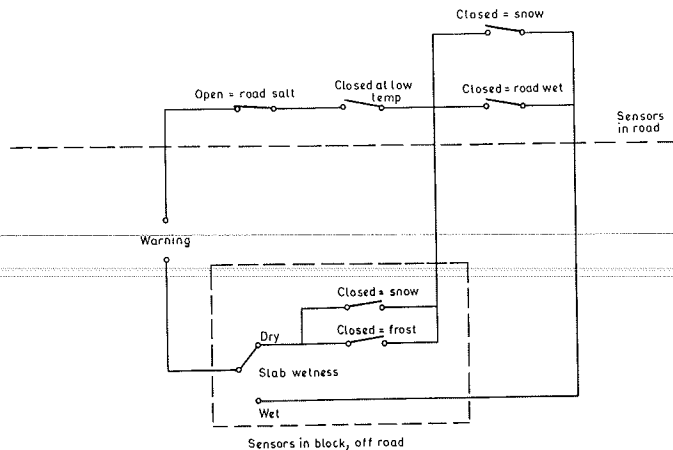 Closed = snow
Open = road salt
Closed at low
temp
Closed = road wet
Sensors
in road
Warning
Closed = snow
Dry
Closed = frost
Slab wetness
Wet
Sensors in block, off road